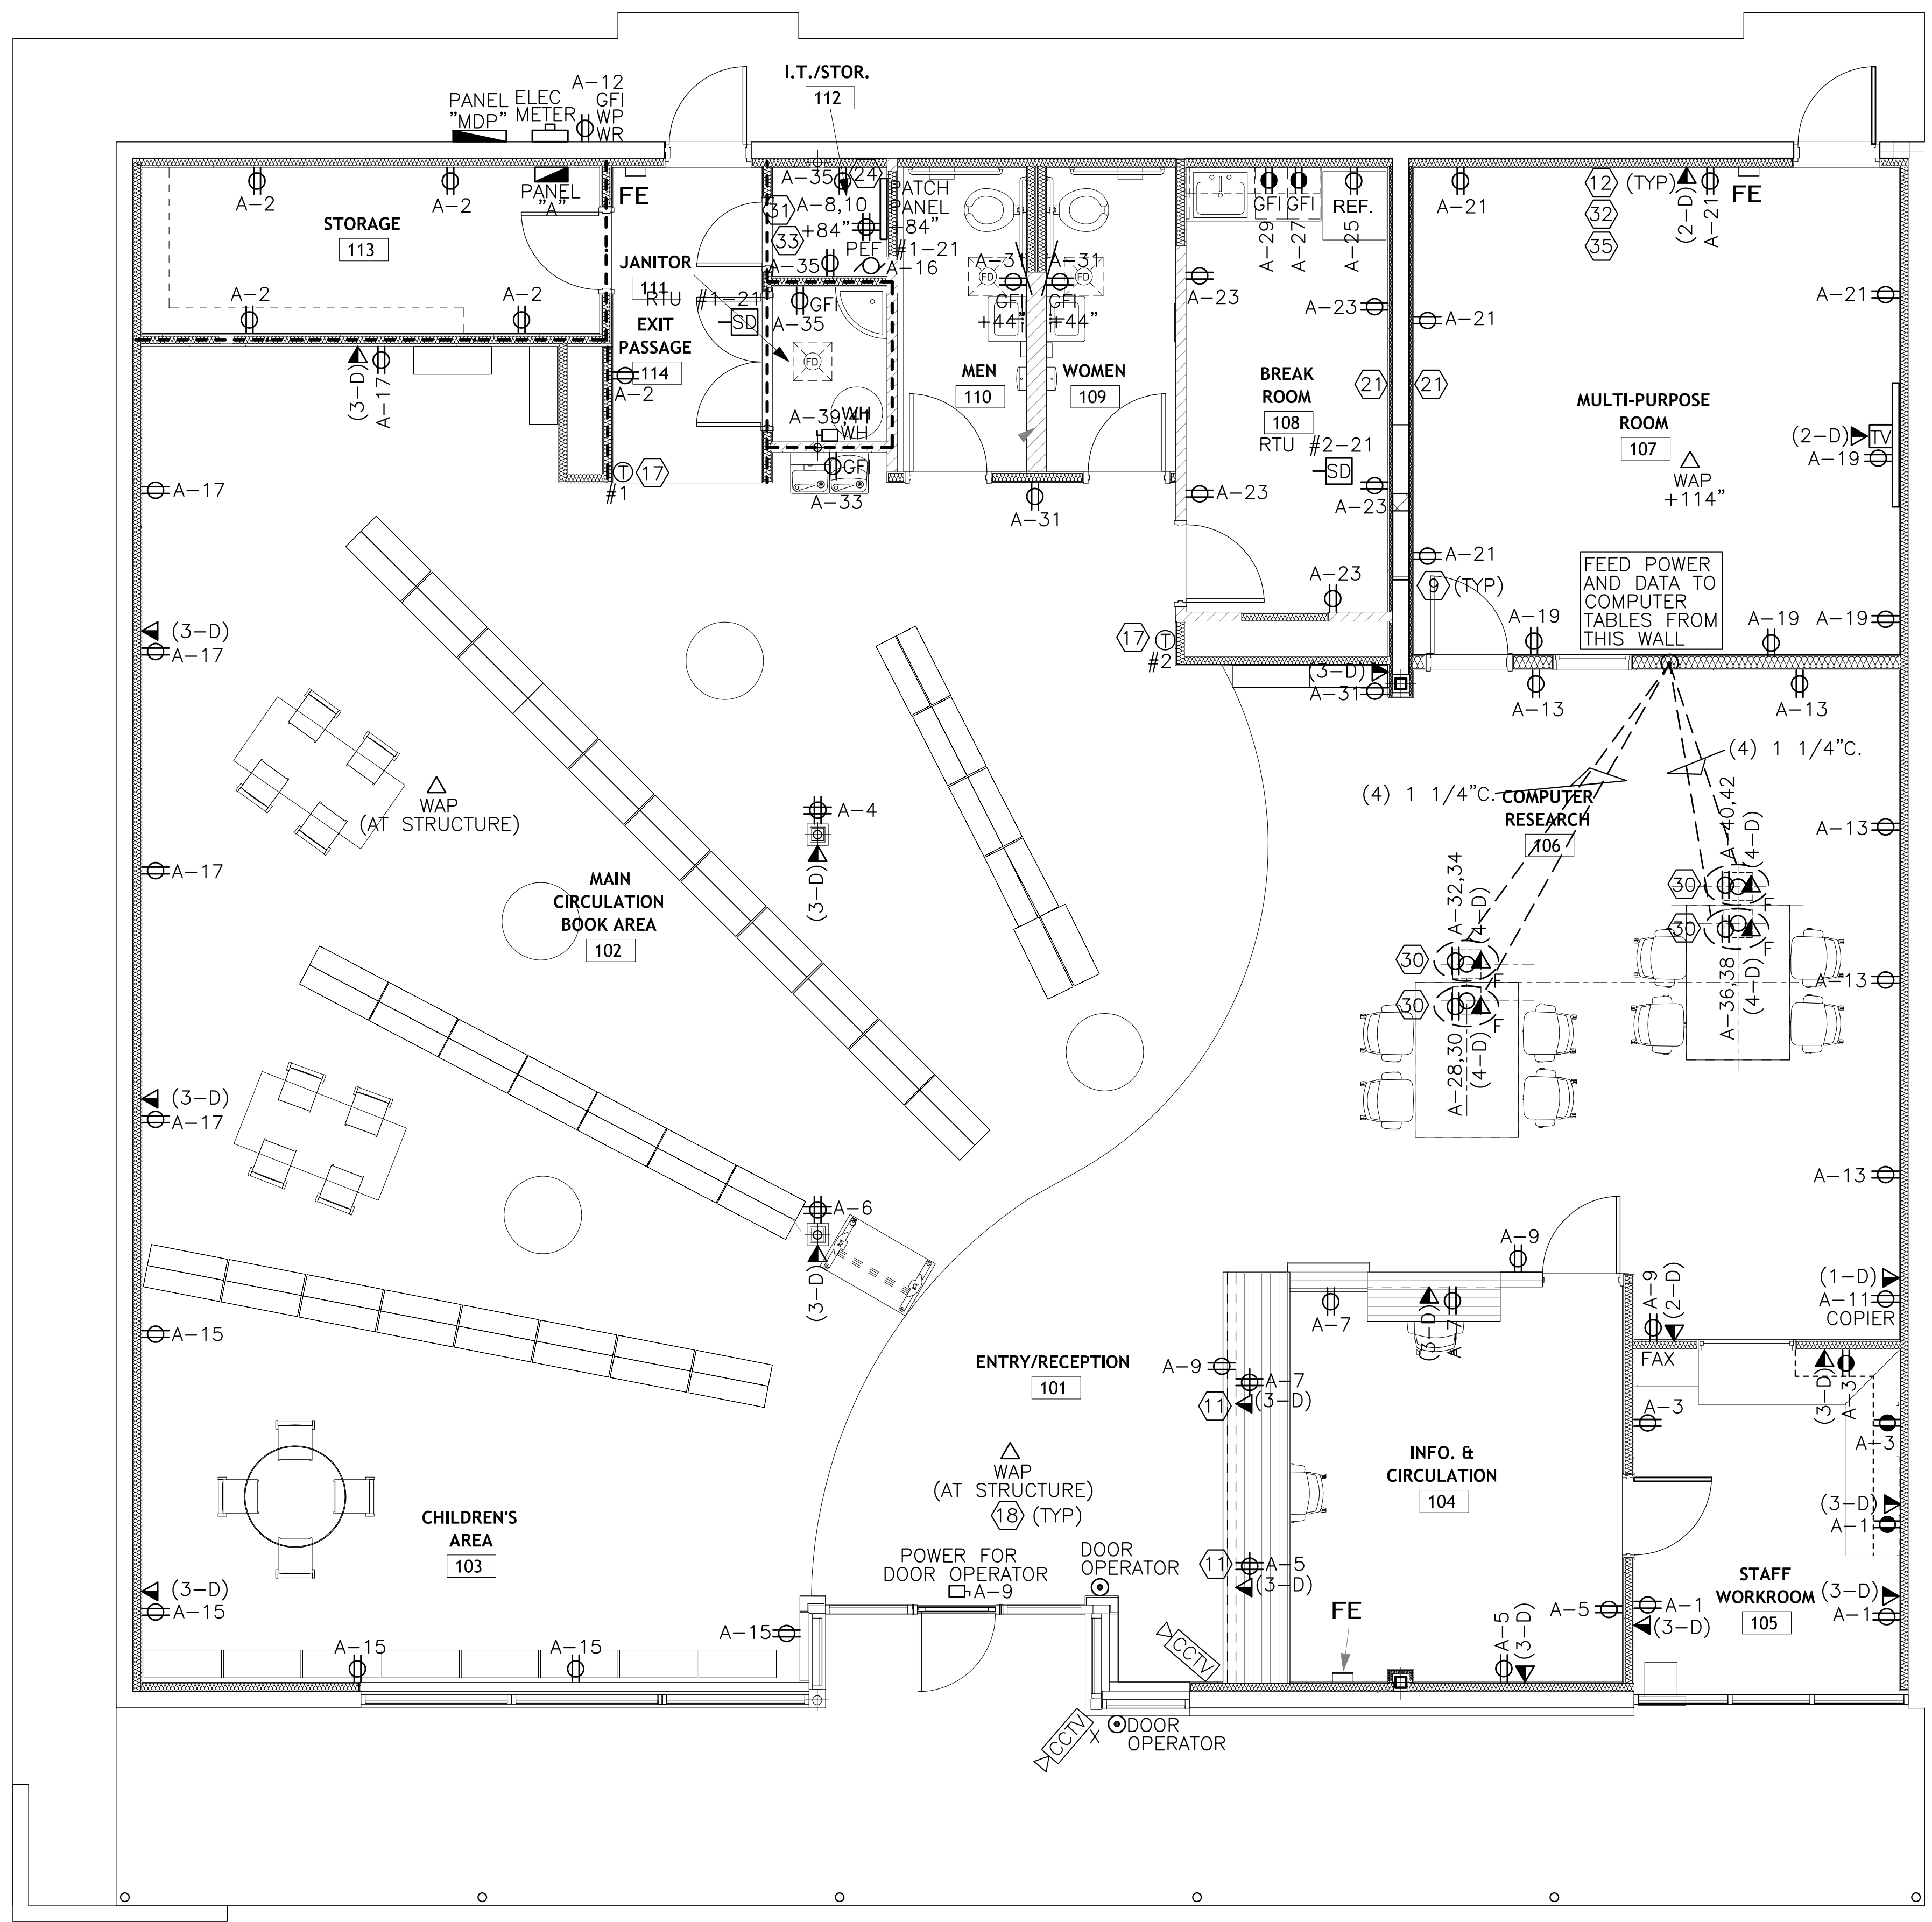 I.T./STOR.
112
A-12
GFI
WP
WR
PANEL
"MDP"
ELEC
METER
A-2
A-2
PANEL
"A"
FE
STORAGE
113
A-2
A-2
A-35
24
PATCH
PANEL
+84"
31
A-8,10
+84"
33
PEF
#1-21
A-35
A-16
JANITOR
111
RTU #1-21
SD
GFI
A-35
EXIT
PASSAGE
114
A-2
FD
A-39,41
WH
WH
GFI
A-33
T
#1
17
(3-D)
A-17
A-31
FD
GFI
+44"
A-31
FD
GFI
+44"
MEN
110
WOMEN
109
A-31
GFI
GFI
REF.
A-29
A-27
A-25
A-23
A-23
BREAK
ROOM
108
RTU #2-21
SD
A-23
A-23
A-23
21
21
A-21
12
(TYP)
32
35
(2-D)
A-21
FE
A-21
A-21
MULTI-PURPOSE
ROOM
107
(2-D)
TV
A-19
WAP
+114"
A-21
9
(TYP)
FEED POWER
AND DATA TO
COMPUTER
TABLES FROM
THIS WALL
A-19
A-19
A-19
17
T
#2
(3-D)
A-31
A-13
A-13
A-17
(3-D)
A-17
WAP
(AT STRUCTURE)
A-4
(3-D)
(4) 1 1/4"C.
(4) 1 1/4"C.
COMPUTER
RESEARCH
106
A-13
A-40,42
(4-D)
30
F
30
F
A-36,38
(4-D)
A-13
A-32,34
(4-D)
30
F
30
F
A-28,30
(4-D)
A-17
MAIN
CIRCULATION
BOOK AREA
102
(3-D)
A-17
A-13
A-6
(3-D)
A-9
(1-D)
A-11
COPIER
A-9
(2-D)
A-15
A-7
(3-D)
A-7
ENTRY/RECEPTION
101
A-9
A-7
11
(3-D)
FAX
A-3
(3-D)
A-3
A-3
WAP
(AT STRUCTURE)
18
(TYP)
INFO. &
CIRCULATION
104
(3-D)
A-1
CHILDREN'S
AREA
103
POWER FOR
DOOR OPERATOR
A-9
DOOR
OPERATOR
11
A-5
(3-D)
STAFF
WORKROOM
105
(3-D)
A-1
A-1
(3-D)
(3-D)
A-15
A-15
A-15
A-15
FE
A-5
A-5
(3-D)
CCTV
CCTV
X
DOOR
OPERATOR